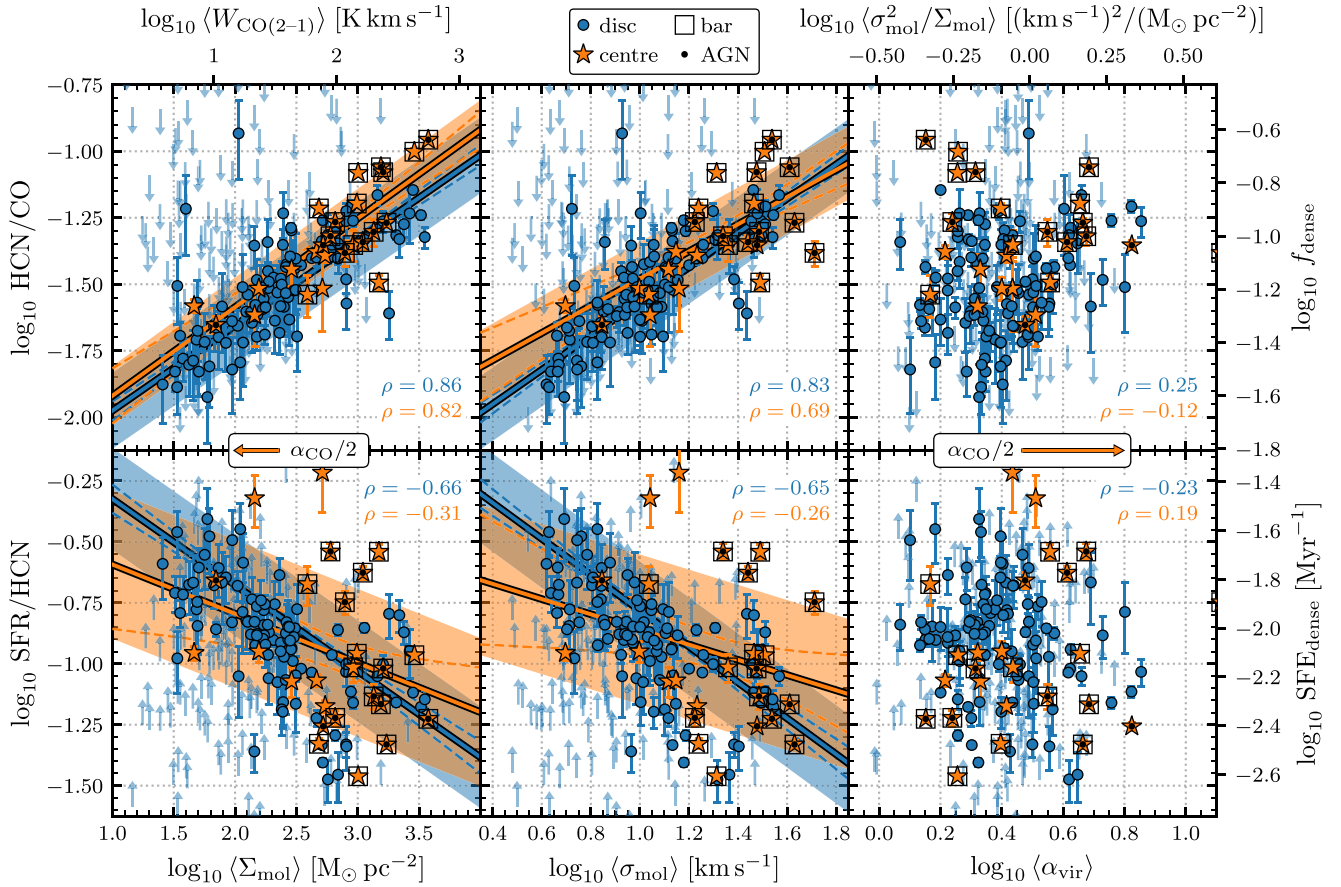 log₁₀ ⟨W_CO(2−1)⟩ [K km s⁻¹]
disc bar
centre AGN
log₁₀ ⟨σ²_mol/Σ_mol⟩ [(km s⁻¹)²/(M⊙ pc⁻²)]
1 2 3
−0.50 −0.25 0.00 0.25 0.50
log₁₀ HCN/CO
−0.75
−1.00
−1.25
−1.50
−1.75
−2.00
ρ = 0.86
ρ = 0.82
ρ = 0.83
ρ = 0.69
ρ = 0.25
ρ = −0.12
−0.6
−0.8
−1.0
−1.2
−1.4
−1.6
−1.8
log₁₀ f_dense
α_CO/2
α_CO/2
log₁₀ SFR/HCN
−0.25
−0.50
−0.75
−1.00
−1.25
−1.50
ρ = −0.66
ρ = −0.31
ρ = −0.65
ρ = −0.26
ρ = −0.23
ρ = 0.19
−1.4
−1.6
−1.8
−2.0
−2.2
−2.4
−2.6
log₁₀ SFE_dense [Myr⁻¹]
1.0 1.5 2.0 2.5 3.0 3.5
0.4 0.6 0.8 1.0 1.2 1.4 1.6 1.8
0.0 0.2 0.4 0.6 0.8 1.0
log₁₀ ⟨Σ_mol⟩ [M⊙ pc⁻²]
log₁₀ ⟨σ_mol⟩ [km s⁻¹]
log₁₀ ⟨α_vir⟩